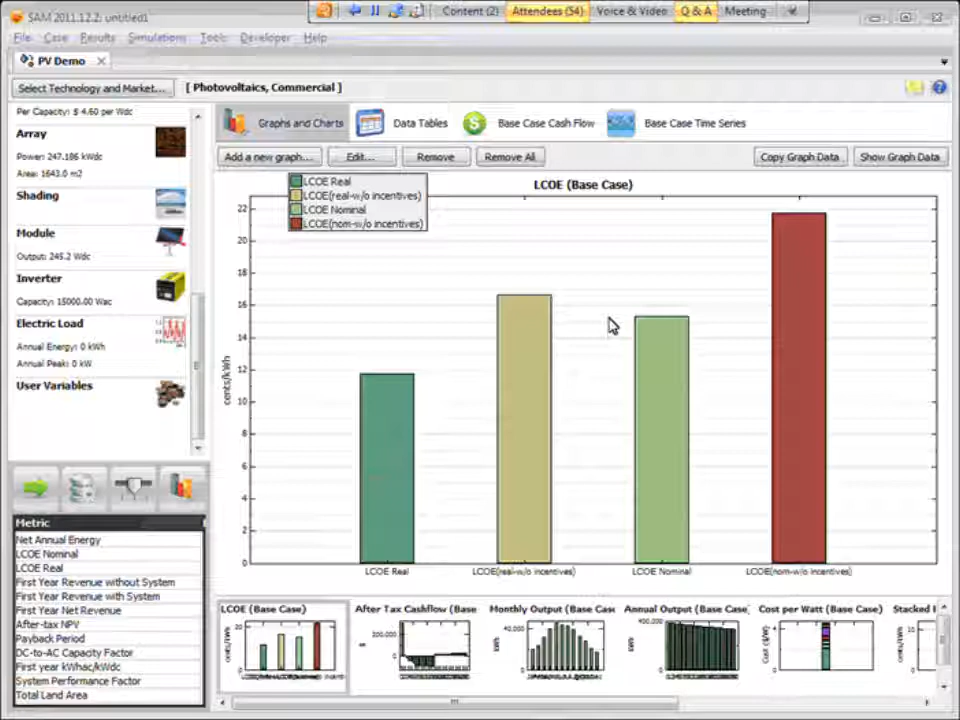 SAM 2011.12.2: untitled1
Content (2) Attendees (54) Voice & Video Q & A Meeting
File Case Results Simulations Tools Developer Help
PV Demo
Select Technology and Market... [ Photovoltaics, Commercial ]
Per Capacity: $ 4.60 per Wdc
Array
Power: 247.186 kWdc
Area: 1643.0 m2
Shading
Module
Output: 245.2 Wdc
Inverter
Capacity: 15000.00 Wac
Electric Load
Annual Energy: 0 kWh
Annual Peak: 0 kW
User Variables
Metric
Net Annual Energy
LCOE Nominal
LCOE Real
First Year Revenue without System
First Year Revenue with System
First Year Net Revenue
After-tax NPV
Payback Period
DC-to-AC Capacity Factor
First year kWhac/kWdc
System Performance Factor
Total Land Area
Graphs and Charts Data Tables Base Case Cash Flow Base Case Time Series
Add a new graph... Edit... Remove Remove All Copy Graph Data Show Graph Data
LCOE (Base Case)
LCOE Real
LCOE(real-w/o incentives)
LCOE Nominal
LCOE(nom-w/o incentives)
22
20
18
16
14
12
10
8
6
4
2
0
cents/kWh
LCOE Real LCOE(real-w/o incentives) LCOE Nominal LCOE(nom-w/o incentives)
LCOE (Base Case) After Tax Cashflow (Base Monthly Output (Base Cas Annual Output (Base Case) Cost per Watt (Base Case) Stacked